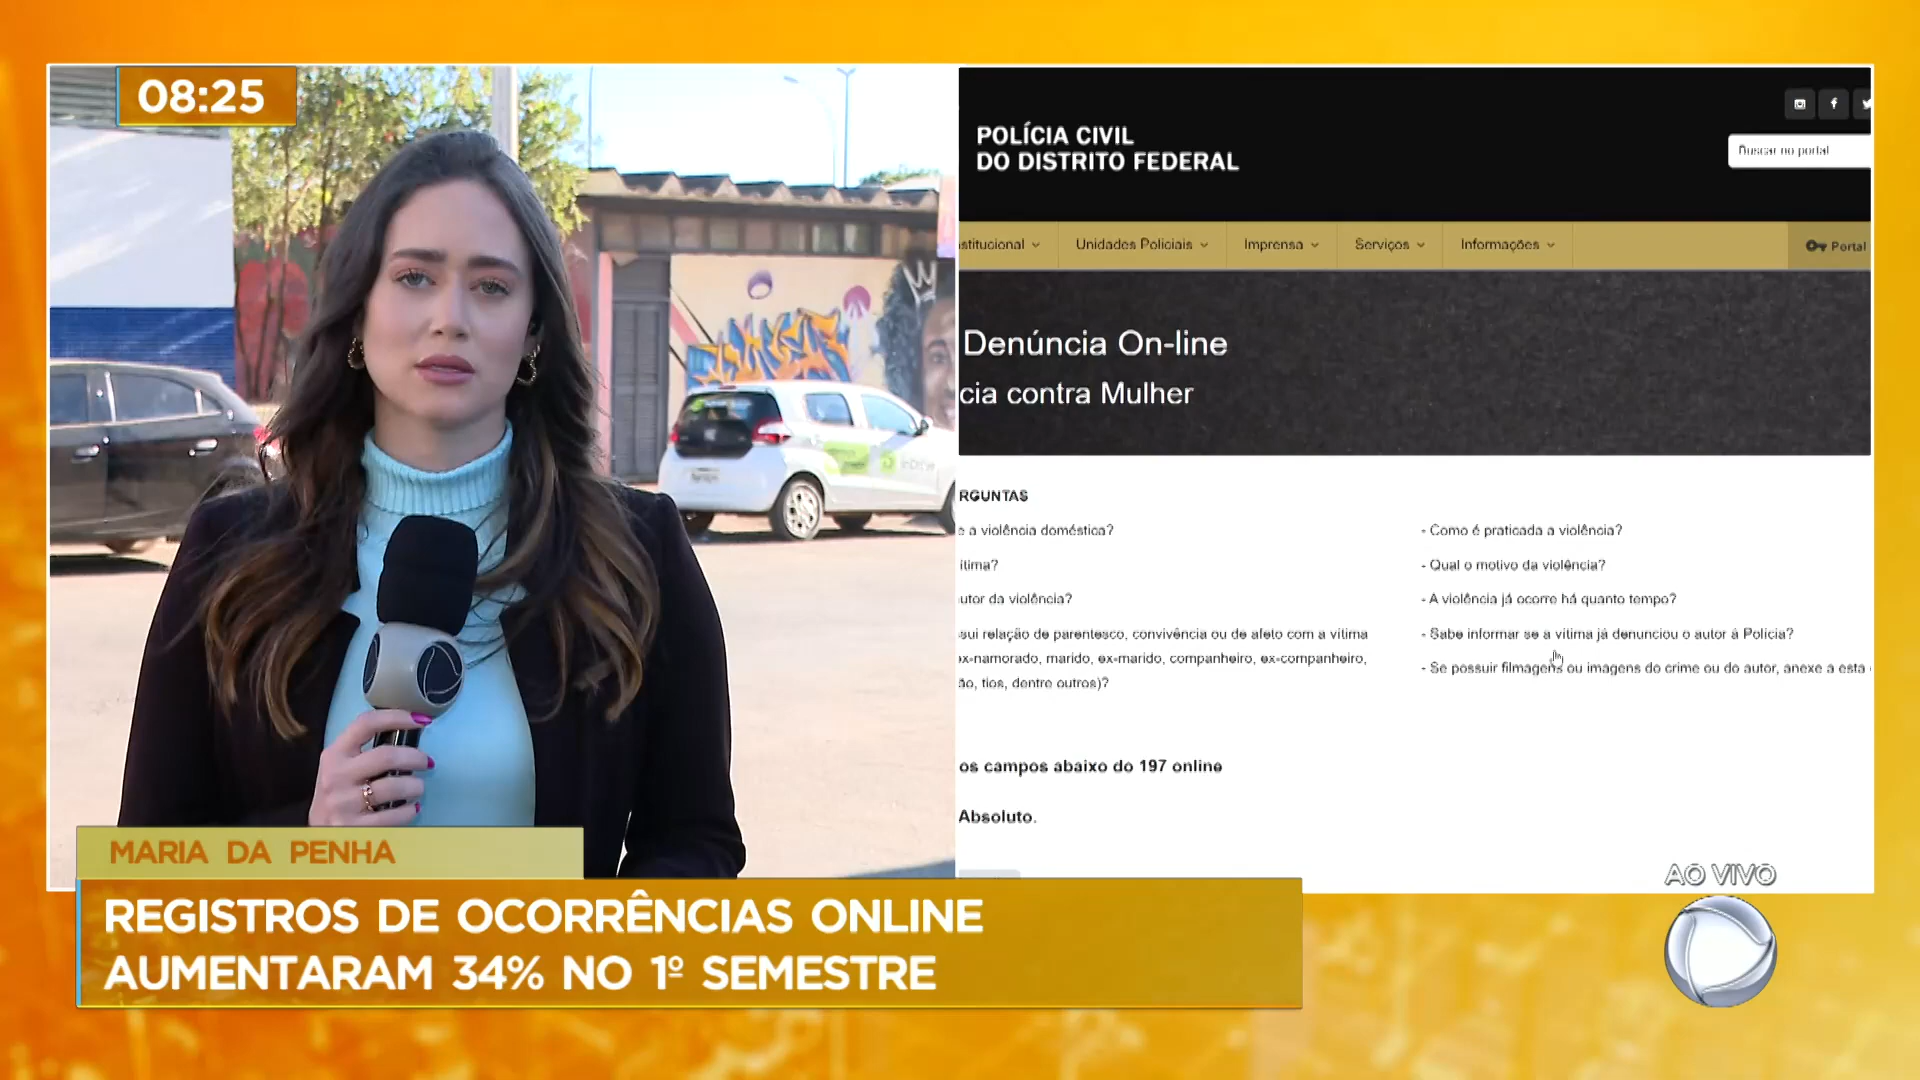 08:25
POLÍCIA CIVIL
DO DISTRITO FEDERAL
Buscar no portal
stitucional
Unidades Policiais
Imprensa
Serviços
Informações
Portal
Denúncia On-line
cia contra Mulher
RGUNTAS
e a violência doméstica?
ítima?
utor da violência?
sui relação de parentesco, convivência ou de afeto com a vítima
ex-namorado, marido, ex-marido, companheiro, ex-companheiro,
ão, tios, dentre outros)?
- Como é praticada a violência?
- Qual o motivo da violência?
- A violência já ocorre há quanto tempo?
- Sabe informar se a vítima já denunciou o autor à Polícia?
- Se possuir filmagens ou imagens do crime ou do autor, anexe a esta
os campos abaixo do 197 online
Absoluto.
MARIA DA PENHA
REGISTROS DE OCORRÊNCIAS ONLINE
AUMENTARAM 34% NO 1º SEMESTRE
AO VIVO